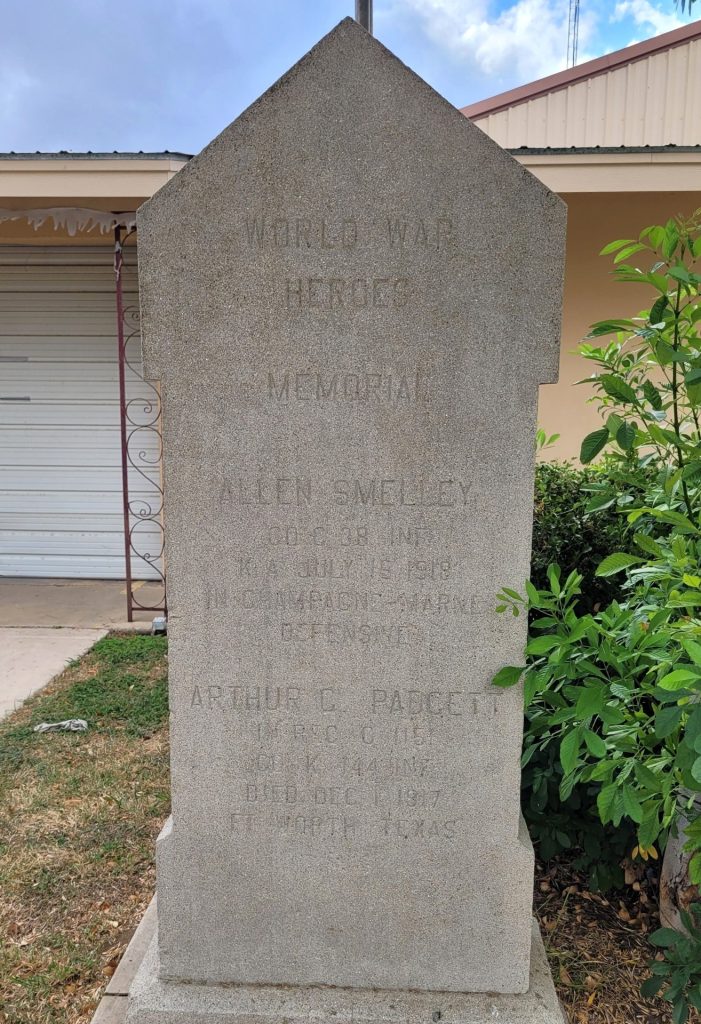 WORLD WAR
HEROES
MEMORIAL
ALLEN SMELLEY
CO C 38 INF
K A JULY 15 1918
IN CHAMPAGNE-MARNE
DEFENSIVE
ARTHUR C PADGETT
CO K 144 INF
DIED DEC 1 1917
FT WORTH TEXAS